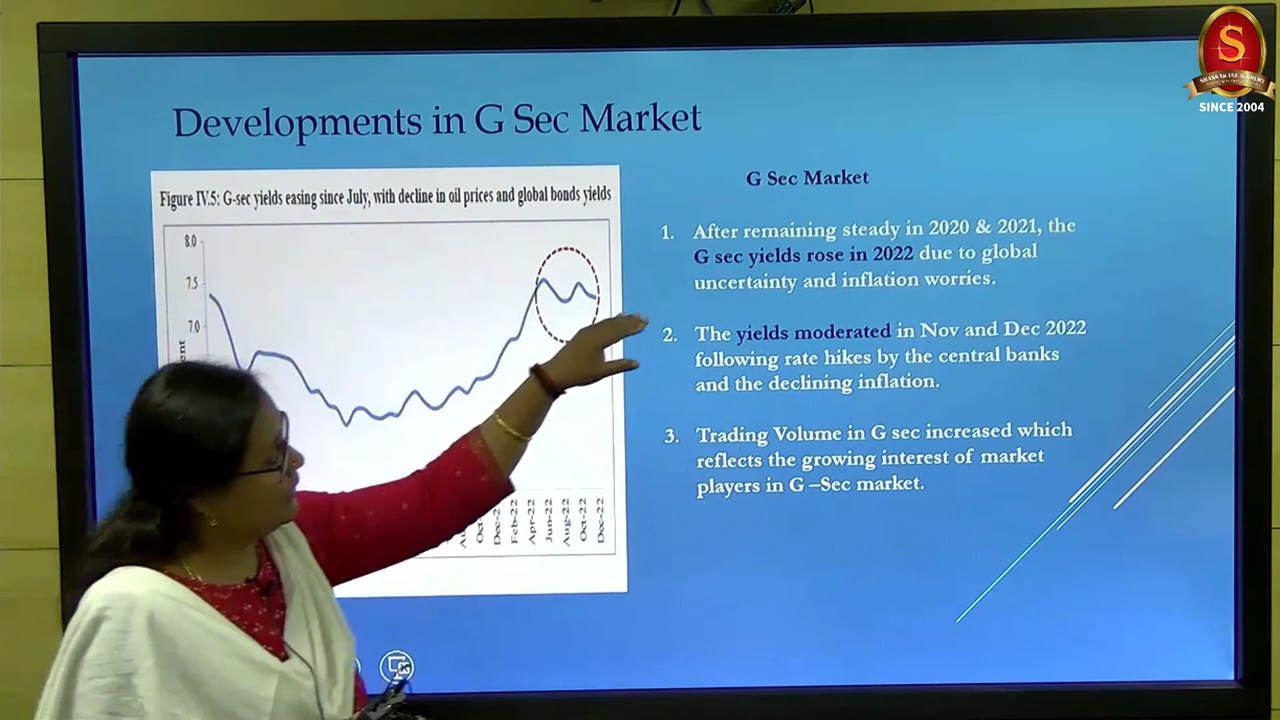 S
SHANKAR IAS ACADEMY
SINCE 2004
Developments in G Sec Market
Figure IV.5: G-sec yields easing since July, with decline in oil prices and global bonds yields
8.0
7.5
7.0
G Sec Market
1. After remaining steady in 2020 & 2021, the
G sec yields rose in 2022 due to global
uncertainty and inflation worries.
2. The yields moderated in Nov and Dec 2022
following rate hikes by the central banks
and the declining inflation.
3. Trading Volume in G sec increased which
reflects the growing interest of market
players in G –Sec market.
Feb-22
Apr-22
Jun-22
Aug-22
Oct-22
Dec-22